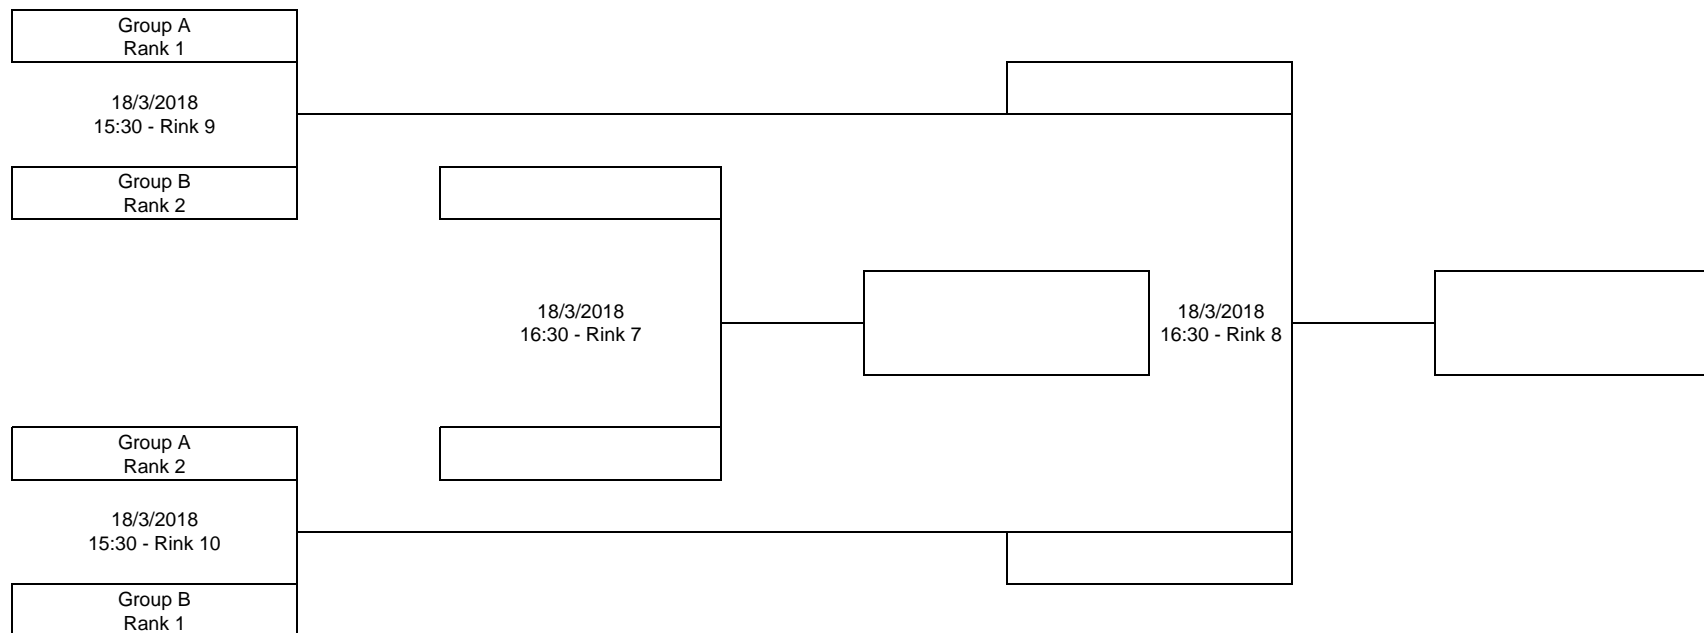 Group A
Rank 1
18/3/2018
15:30 - Rink 9
Group B
Rank 2
18/3/2018
16:30 - Rink 7
18/3/2018
16:30 - Rink 8
Group A
Rank 2
18/3/2018
15:30 - Rink 10
Group B
Rank 1